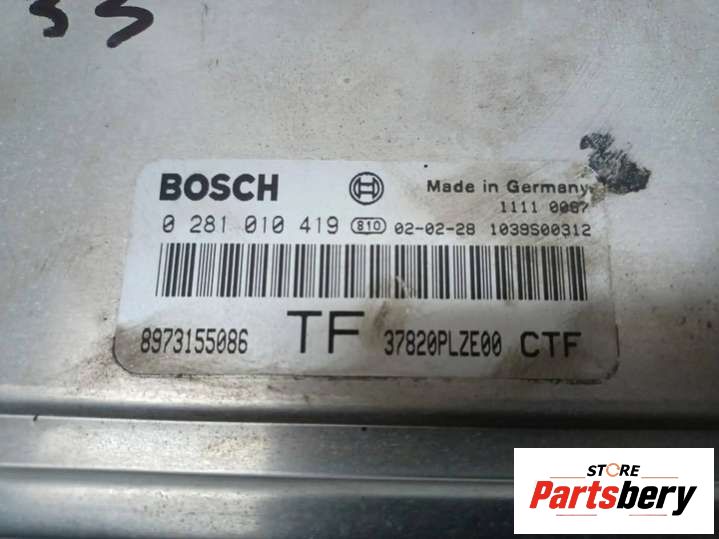 SS
BOSCH
Made in Germany
1111 0087
0 281 010 419 810 02-02-28 1039S00312
8973155086 TF 37820PLZE00 CTF
STORE
Partsbery